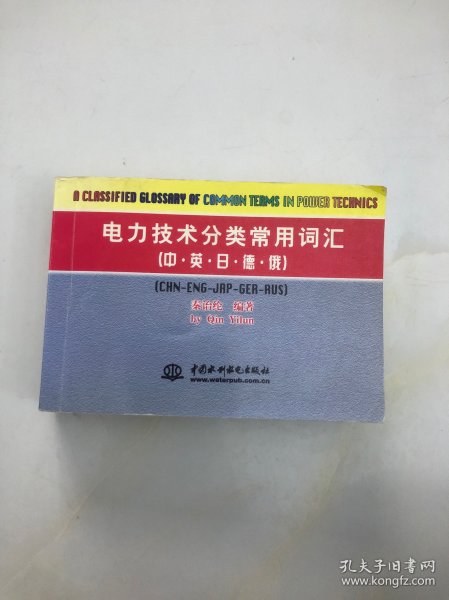 A CLASSIFIED GLOSSARY OF COMMON TERMS IN POWER TECHNICS
电力技术分类常用词汇
(中·英·日·德·俄)
(CHN-ENG-JAP-GER-RUS)
秦诒纶 编著
by Qin Yilun
中国水利水电出版社
www.waterpub.com.cn
孔夫子旧书网
www.kongfz.com